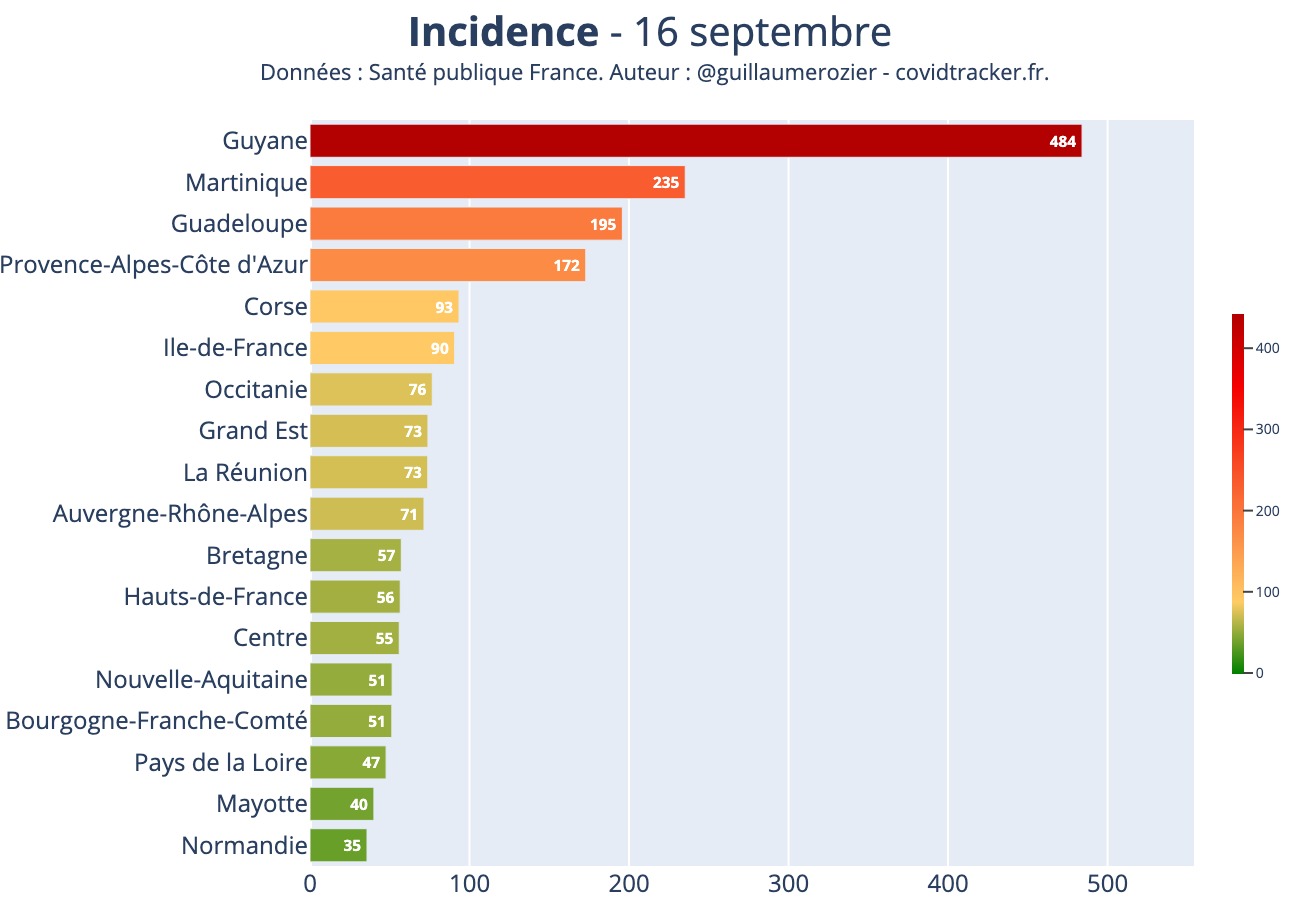 Incidence - 16 septembre
Données : Santé publique France. Auteur : @guillaumerozier - covidtracker.fr.
Guyane 484
Martinique 235
Guadeloupe 195
Provence-Alpes-Côte d'Azur 172
Corse 93
Ile-de-France 90
Occitanie 76
Grand Est 73
La Réunion 73
Auvergne-Rhône-Alpes 71
Bretagne 57
Hauts-de-France 56
Centre 55
Nouvelle-Aquitaine 51
Bourgogne-Franche-Comté 51
Pays de la Loire 47
Mayotte 40
Normandie 35
0 100 200 300 400 500
400
300
200
100
0